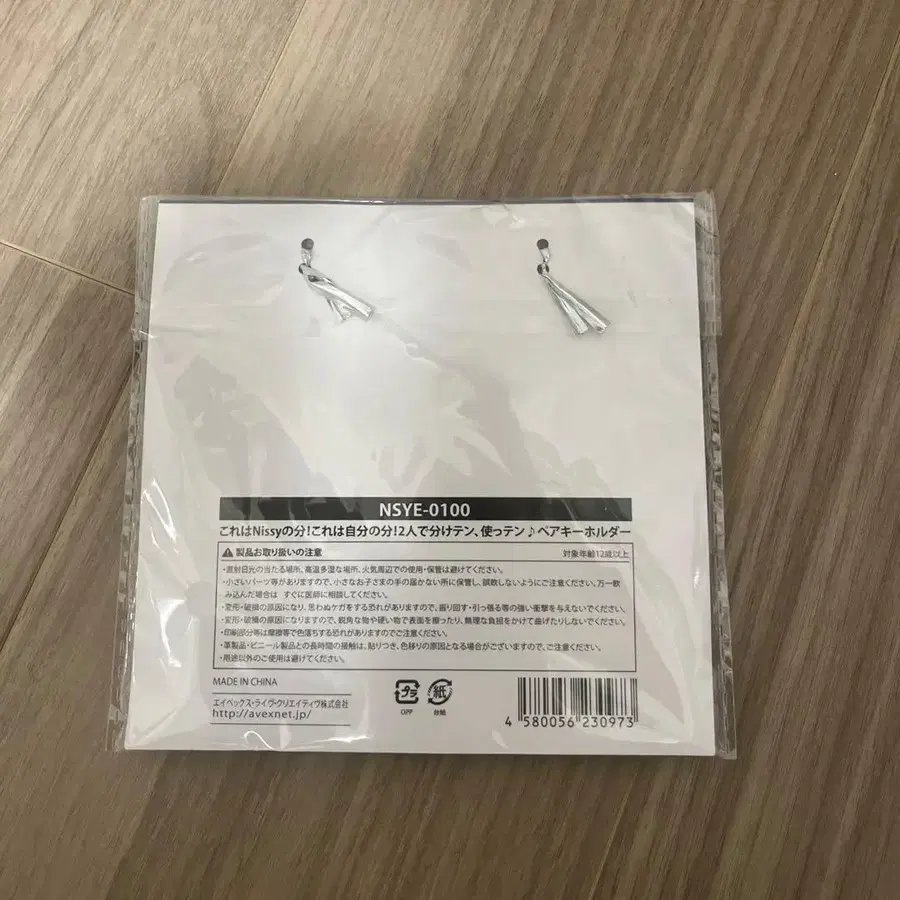 NSYE-0100
これはNissyの分!これは自分の分!2人で分けテン、使っテン♪ペアキーホルダー
⚠ 製品お取り扱いの注意 対象年齢12歳以上
・直射日光の当たる場所、高温多湿な場所、火気周辺での使用・保管は避けてください。
・小さいパーツ等がありますので、小さなお子さまの手の届かない所に保管し、誤飲しないようにご注意ください。万一飲
み込んだ場合は すぐに医師に相談してください。
・変形・破損の原因になり、思わぬケガをする恐れがありますので、振り回す・引っ張る等の強い衝撃を与えないでください。
・変形・破損の原因になりますので、鋭角な物や硬い物で表面を擦ったり、無理な負担をかけて曲げたりしないでください。
・印刷部分等は摩擦等で色落ちする恐れがありますのでご注意ください。
・革製品・ビニール製品との長時間の接触は、貼りつき、色移りの原因となる場合がございますので、ご注意ください。
・用途以外のご使用は避けてください。
MADE IN CHINA
エイベックス・ライヴ・クリエイティヴ株式会社
http://avexnet.jp/
プラ
OPP
紙
台紙
4 580056 230973